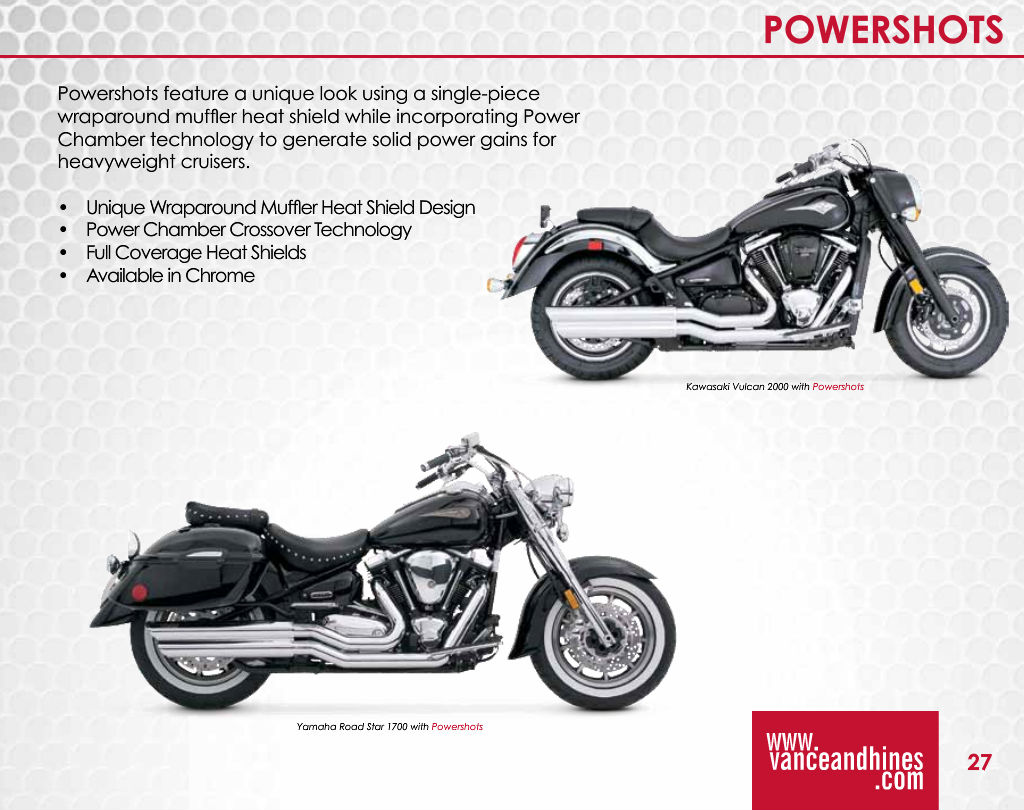 POWERSHOTS
Powershots feature a unique look using a single-piece
wraparound muffler heat shield while incorporating Power
Chamber technology to generate solid power gains for
heavyweight cruisers.
• Unique Wraparound Muffler Heat Shield Design
• Power Chamber Crossover Technology
• Full Coverage Heat Shields
• Available in Chrome
Kawasaki Vulcan 2000 with Powershots
Yamaha Road Star 1700 with Powershots
www.
vanceandhines
.com
27